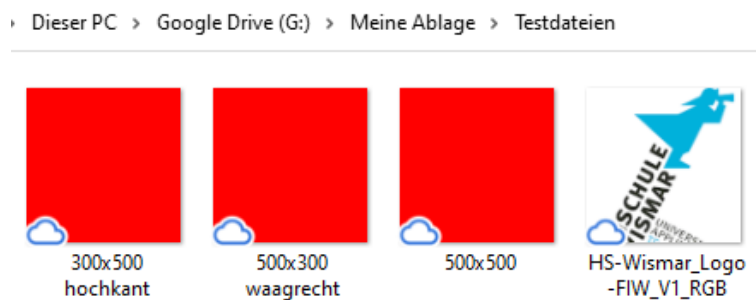 › Dieser PC › Google Drive (G:) › Meine Ablage › Testdateien
SCHULE
WISMAR
300x500
hochkant
500x300
waagrecht
500x500
HS-Wismar_Logo
-FIW_V1_RGB